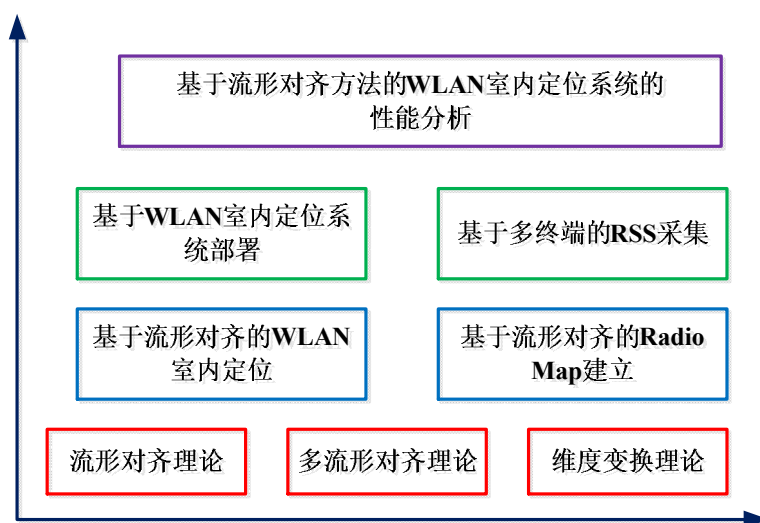 基于流形对齐方法的WLAN室内定位系统的
性能分析
基于WLAN室内定位系
统部署
基于多终端的RSS采集
基于流形对齐的WLAN
室内定位
基于流形对齐的Radio
Map建立
流形对齐理论
多流形对齐理论
维度变换理论